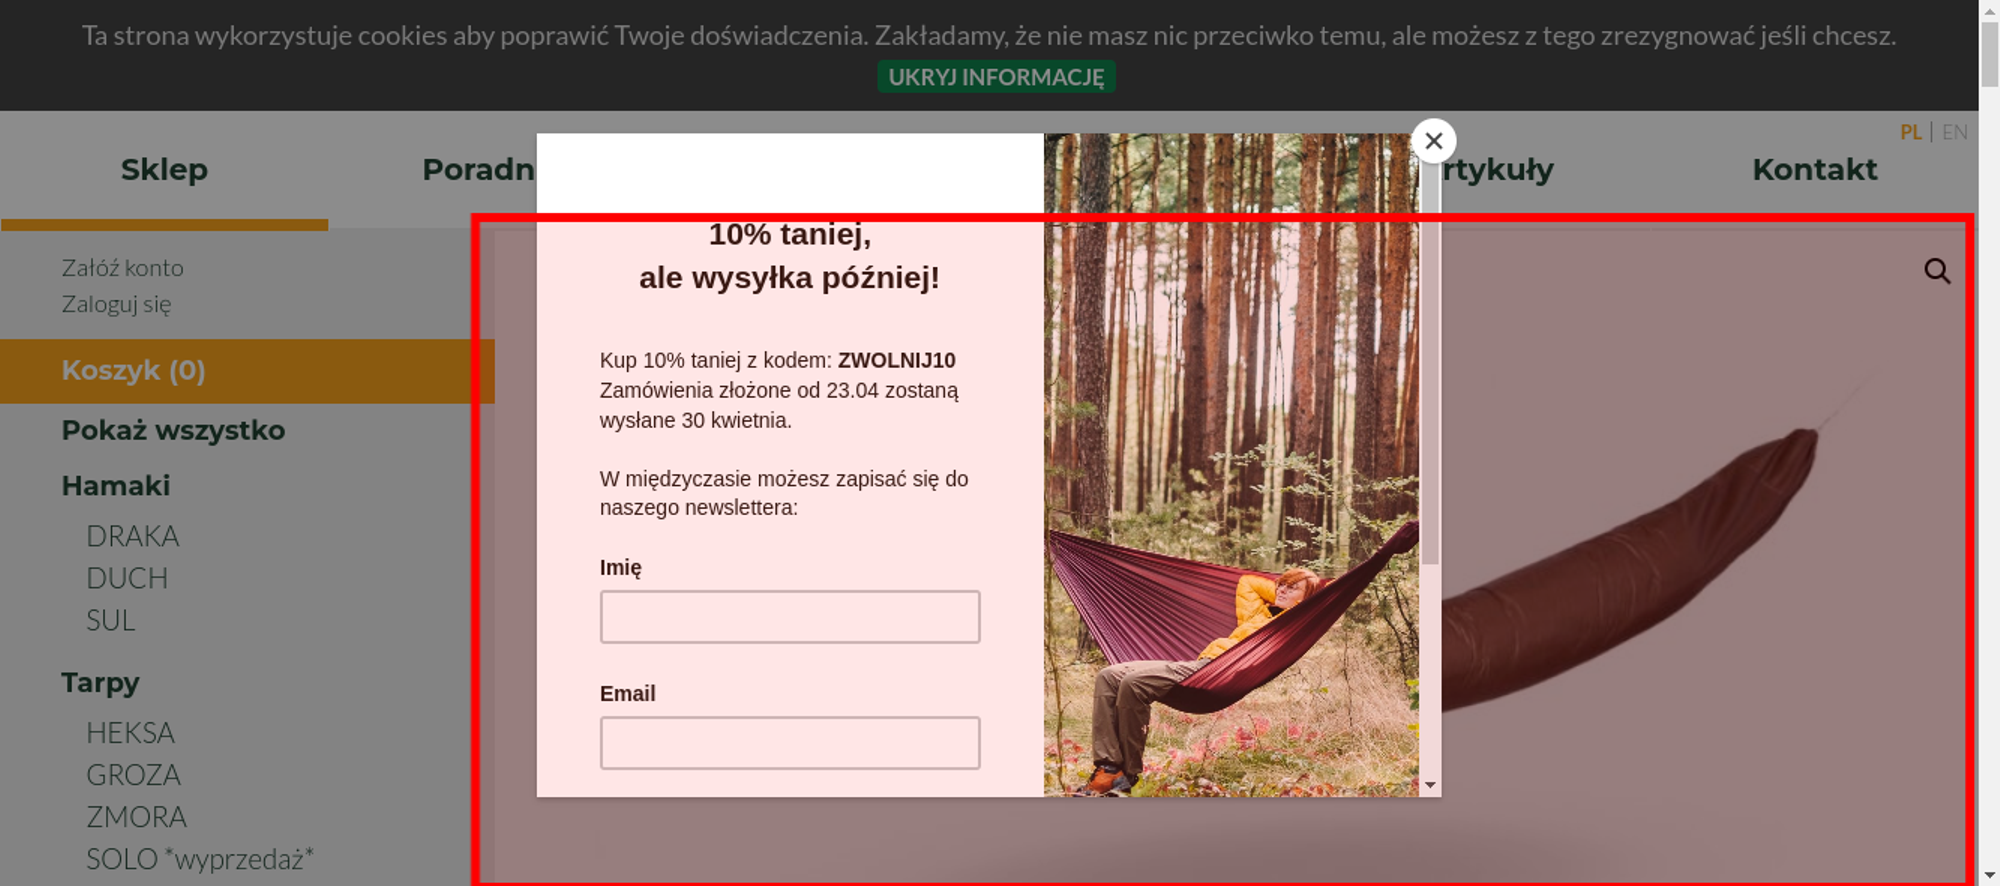 Ta strona wykorzystuje cookies aby poprawić Twoje doświadczenia. Zakładamy, że nie masz nic przeciwko temu, ale możesz z tego zrezygnować jeśli chcesz.
UKRYJ INFORMACJĘ
PL | EN
Sklep
Poradn
rtykuły
Kontakt
Załóź konto
Zaloguj się
Koszyk (0)
Pokaż wszystko
Hamaki
DRAKA
DUCH
SUL
Tarpy
HEKSA
GROZA
ZMORA
SOLO *wyprzedaż*
10% taniej,
ale wysyłka później!
Kup 10% taniej z kodem: ZWOLNIJ10
Zamówienia złożone od 23.04 zostaną
wysłane 30 kwietnia.
W międzyczasie możesz zapisać się do
naszego newslettera:
Imię
Email